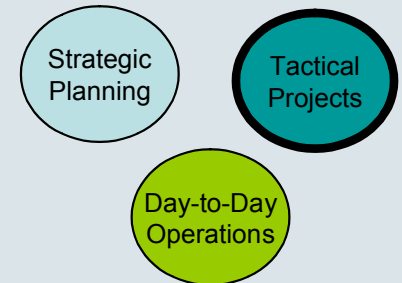 Strategic
Planning
Tactical
Projects
Day-to-Day
Operations